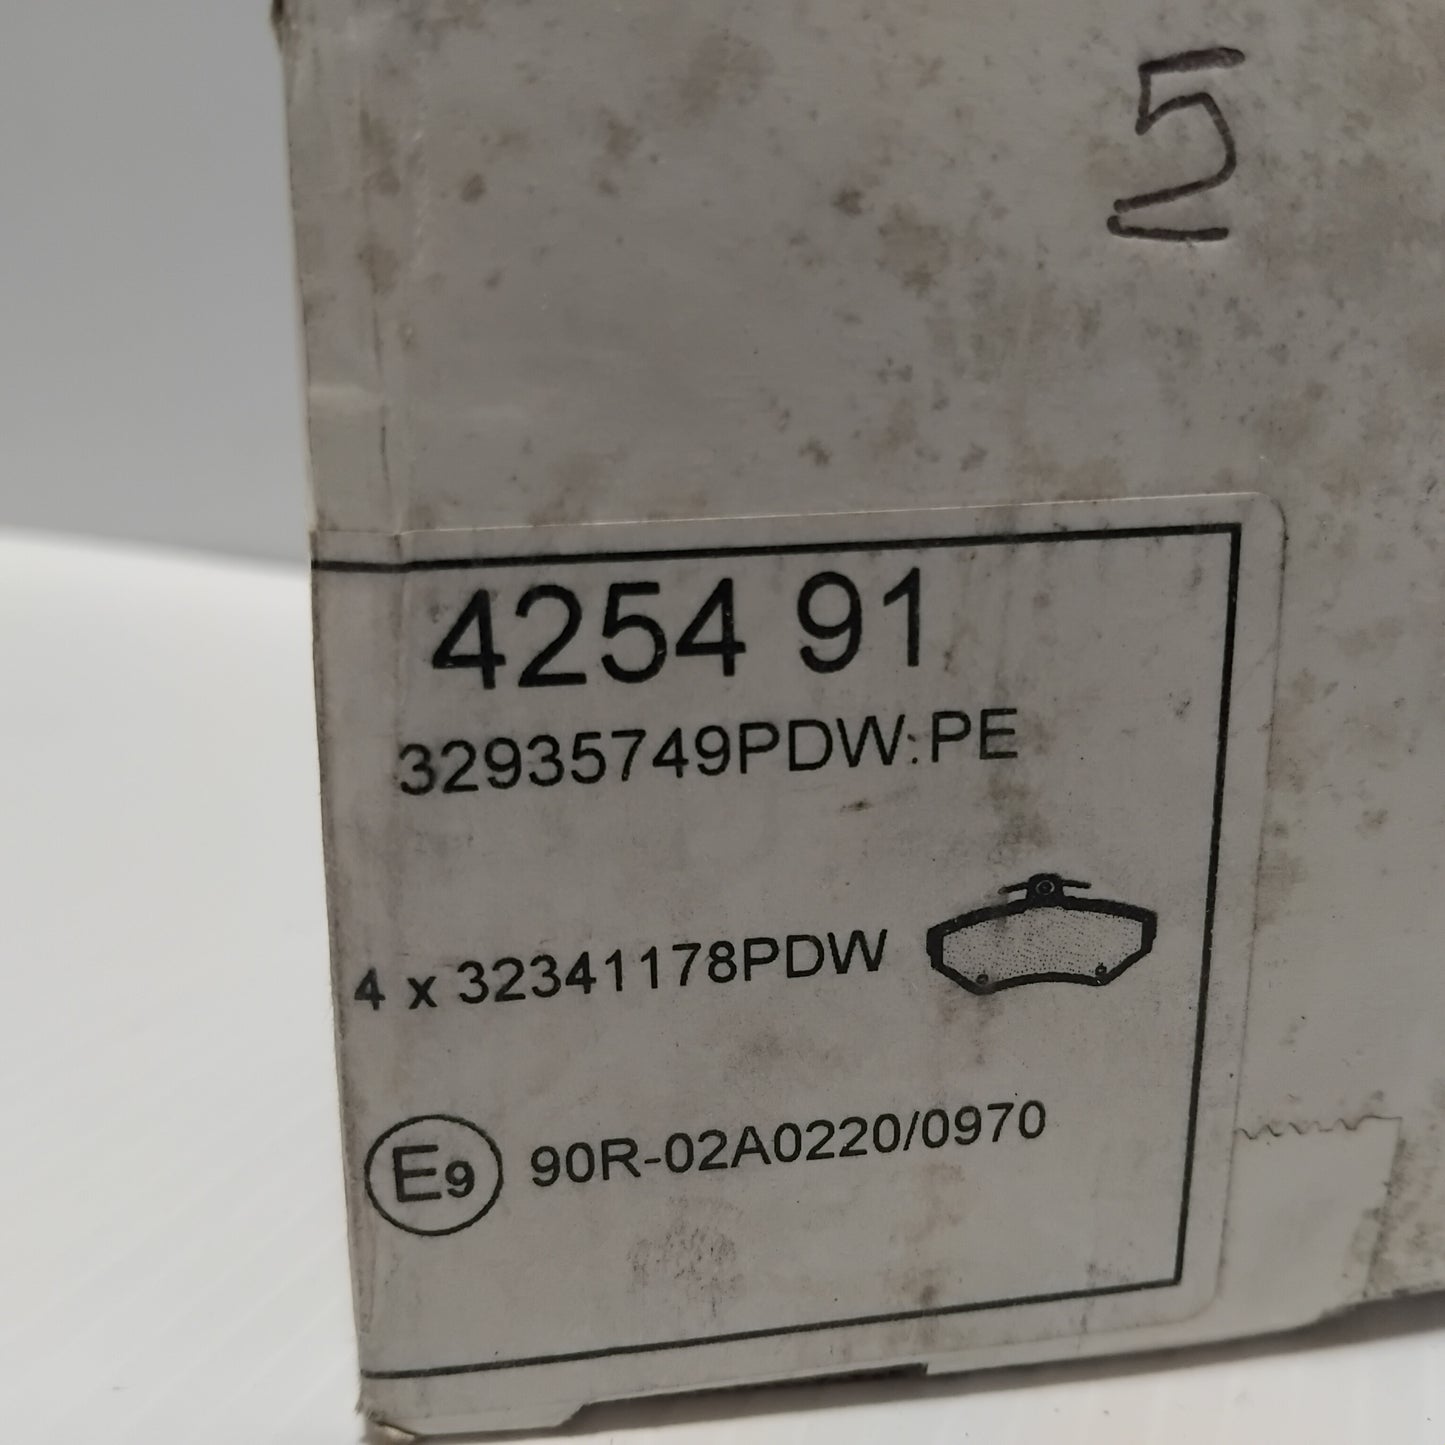 5
4254 91
32935749PDW:PE
4 x 32341178PDW
E9 90R-02A0220/0970